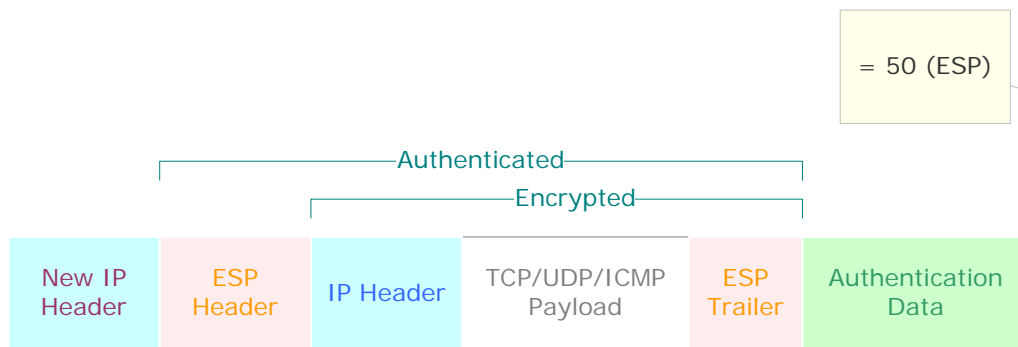 = 50 (ESP)
Authenticated
Encrypted
New IP
Header
ESP
Header
IP Header
TCP/UDP/ICMP
Payload
ESP
Trailer
Authentication
Data